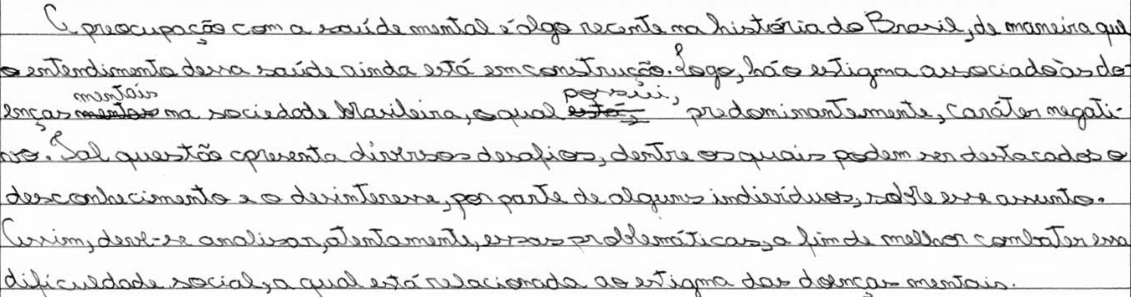 A preocupação com a saúde mental é algo recente na história do Brasil, de maneira que
o entendimento dessa saúde ainda está em construção. Logo, há o estigma associado às do-
enças mentais na sociedade brasileira, o qual possui, predominantemente, caráter negati-
vo. Tal questão apresenta diversos desafios, dentre os quais podem ser destacados o
desconhecimento e o desinteresse, por parte de alguns indivíduos, sobre esse assunto.
Assim, deve-se analisar, atentamente, essas problemáticas, a fim de melhor combater essa
dificuldade social, a qual está relacionada ao estigma das doenças mentais.